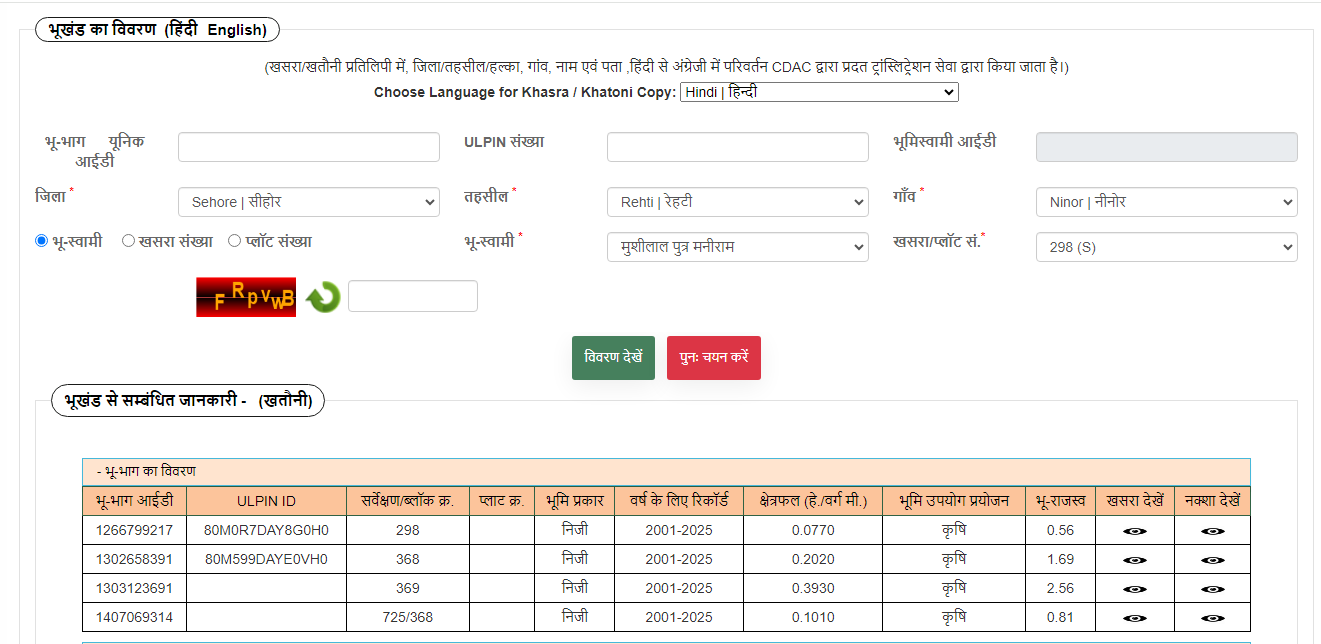 भूखंड का विवरण (हिंदी English)
(खसरा/खतौनी प्रतिलिपी में, जिला/तहसील/हल्का, गांव, नाम एवं पता ,हिंदी से अंग्रेजी में परिवर्तन CDAC द्वारा प्रदत ट्रांस्लिट्रेशन सेवा द्वारा किया जाता है।)
Choose Language for Khasra / Khatoni Copy: Hindi | हिन्दी
भू-भाग यूनिक आईडी ULPIN संख्या भूमिस्वामी आईडी
जिला * Sehore | सीहोर तहसील * Rehti | रेहटी गाँव * Ninor | नीनोर
भू-स्वामी खसरा संख्या प्लॉट संख्या भू-स्वामी * मुशीलाल पुत्र मनीराम खसरा/प्लॉट सं.* 298 (S)
FRpVwB
विवरण देखें पुनः चयन करें
भूखंड से सम्बंधित जानकारी - (खतौनी)
- भू-भाग का विवरण
भू-भाग आईडी ULPIN ID सर्वेक्षण/ब्लॉक क्र. प्लाट क्र. भूमि प्रकार वर्ष के लिए रिकॉर्ड क्षेत्रफल (हे./वर्ग मी.) भूमि उपयोग प्रयोजन भू-राजस्व खसरा देखें नक्शा देखें
1266799217 80M0R7DAY8G0H0 298 निजी 2001-2025 0.0770 कृषि 0.56
1302658391 80M599DAYE0VH0 368 निजी 2001-2025 0.2020 कृषि 1.69
1303123691 369 निजी 2001-2025 0.3930 कृषि 2.56
1407069314 725/368 निजी 2001-2025 0.1010 कृषि 0.81